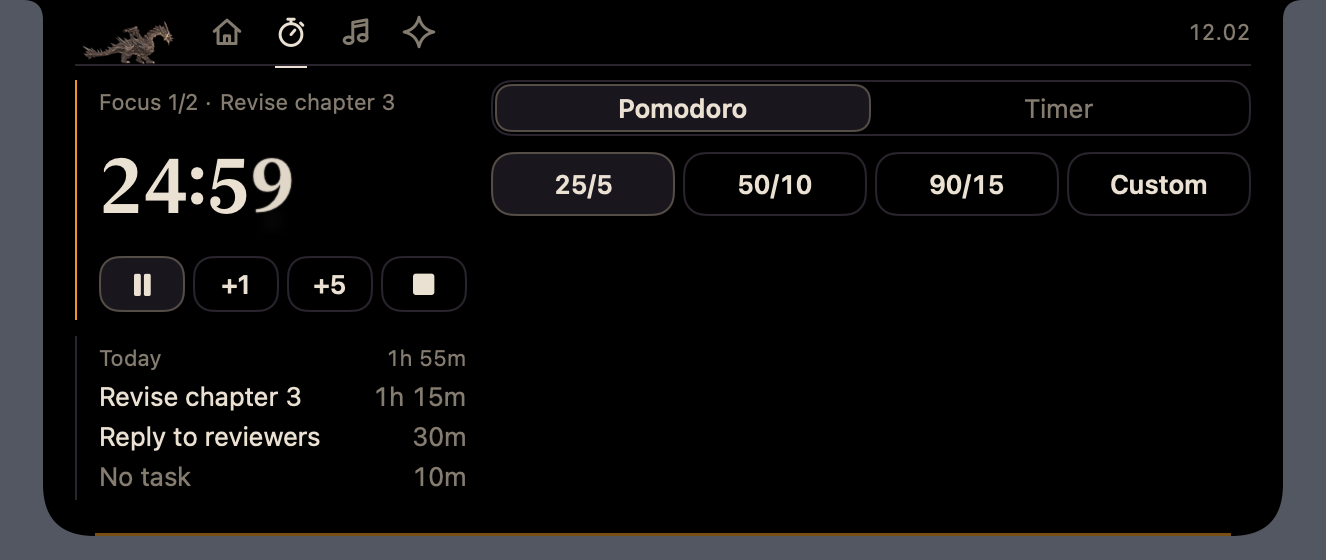 12.02
Focus 1/2 · Revise chapter 3
24:59
+1 +5
Today 1h 55m
Revise chapter 3 1h 15m
Reply to reviewers 30m
No task 10m
Pomodoro Timer
25/5 50/10 90/15 Custom